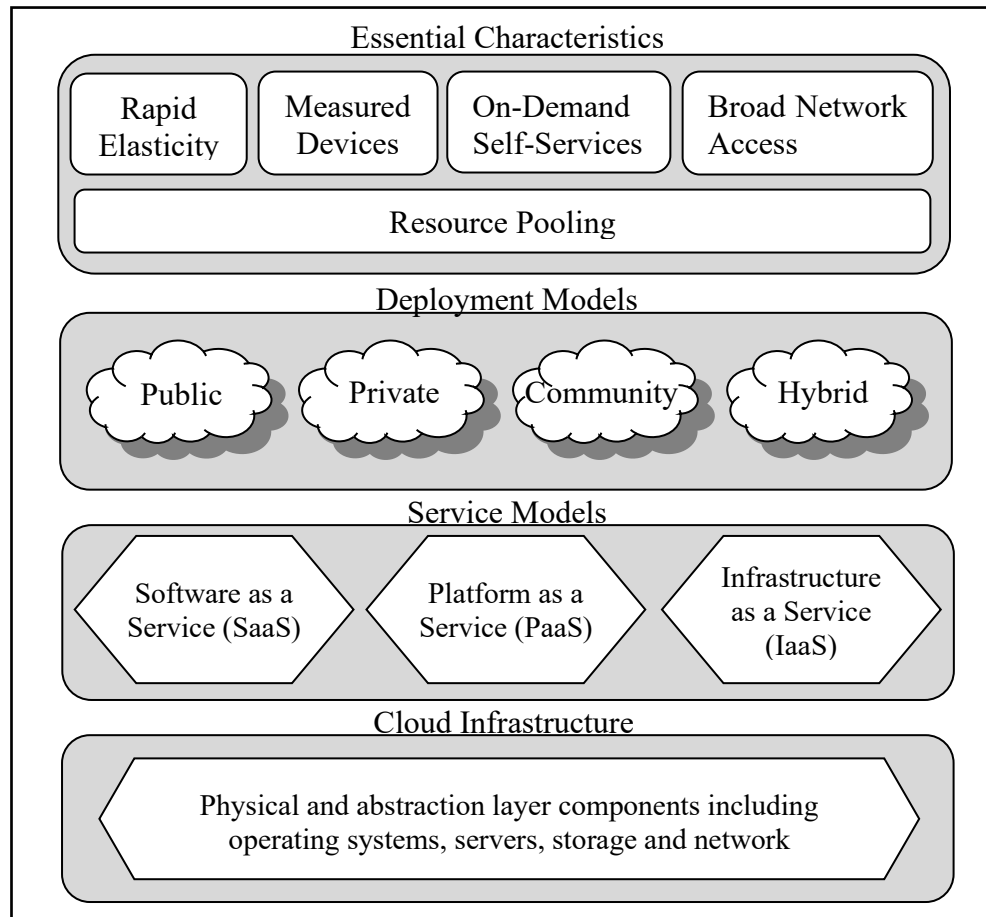 Essential Characteristics
Rapid
Elasticity
Measured
Devices
On-Demand
Self-Services
Broad Network
Access
Resource Pooling
Deployment Models
Public
Private
Community
Hybrid
Service Models
Software as a
Service (SaaS)
Platform as a
Service (PaaS)
Infrastructure
as a Service
(IaaS)
Cloud Infrastructure
Physical and abstraction layer components including
operating systems, servers, storage and network